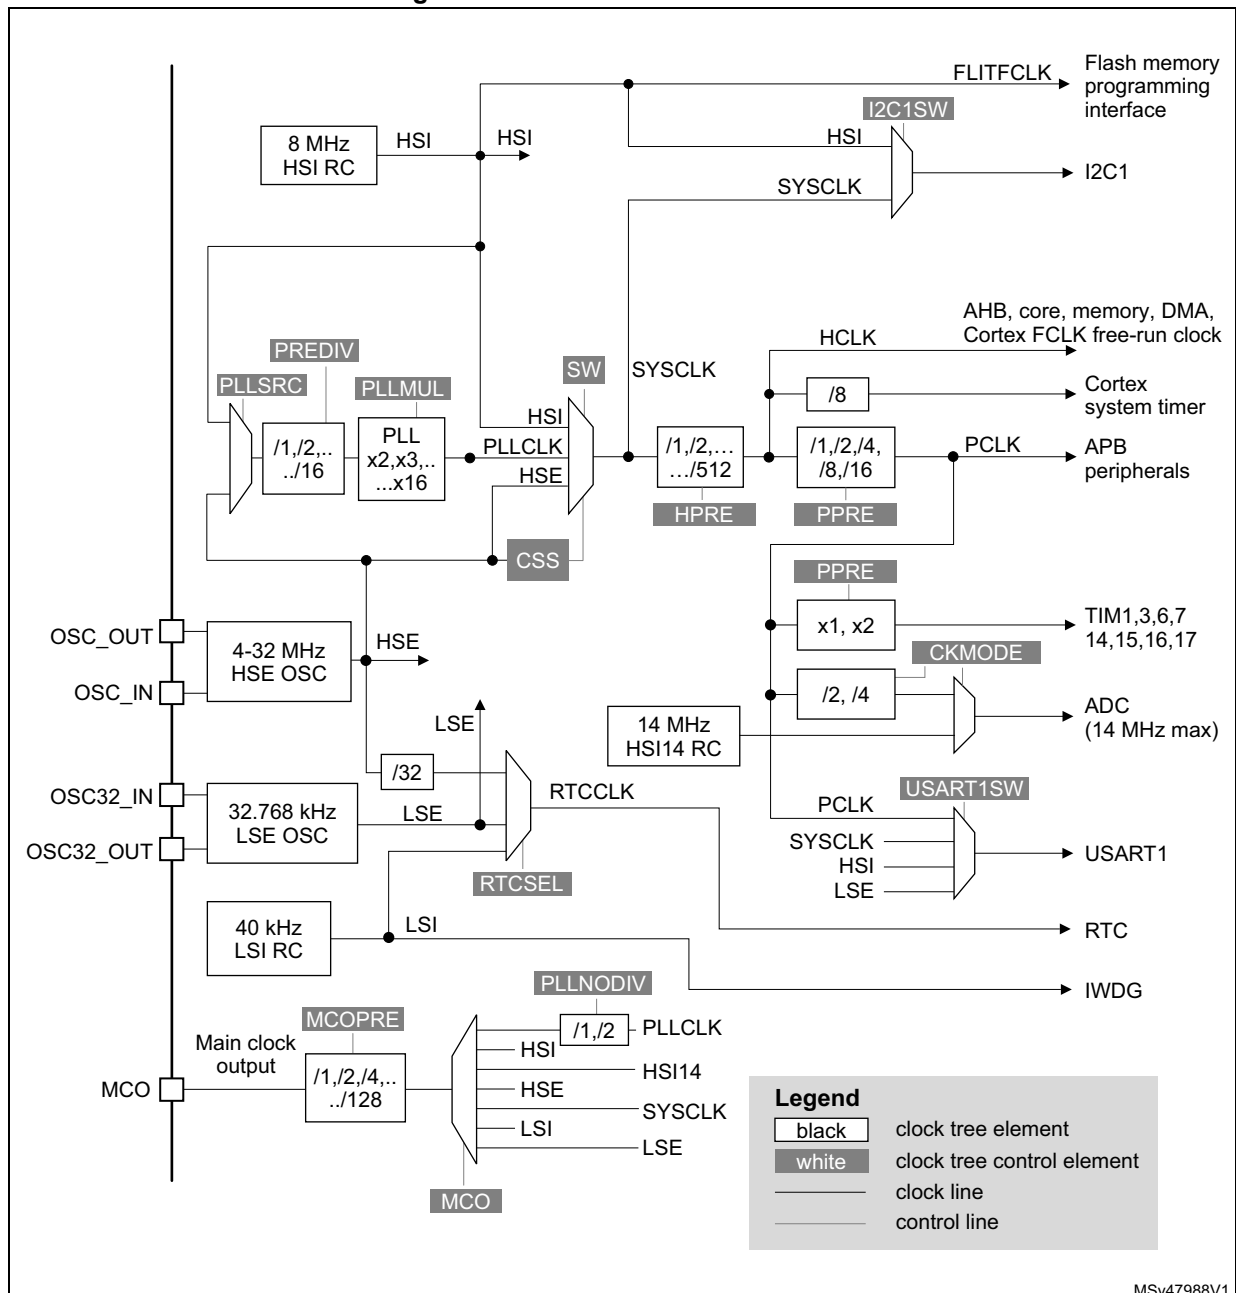 FLITFCLK
Flash memory
programming
interface
I2C1SW
8 MHz
HSI RC
HSI
HSI
HSI
SYSCLK
I2C1
AHB, core, memory, DMA,
Cortex FCLK free-run clock
HCLK
PREDIV
PLLSRC
PLLMUL
SW
SYSCLK
/8
Cortex
system timer
/1,/2,..
../16
PLL
x2,x3,..
...x16
HSI
PLLCLK
HSE
/1,/2,...
.../512
/1,/2,/4,
/8,/16
PCLK
APB
peripherals
HPRE
PPRE
CSS
PPRE
OSC_OUT
OSC_IN
4-32 MHz
HSE OSC
HSE
x1, x2
TIM1,3,6,7
14,15,16,17
CKMODE
/2, /4
LSE
14 MHz
HSI14 RC
ADC
(14 MHz max)
/32
OSC32_IN
OSC32_OUT
32.768 kHz
LSE OSC
LSE
RTCCLK
USART1SW
PCLK
SYSCLK
HSI
LSE
USART1
RTCSEL
40 kHz
LSI RC
LSI
RTC
IWDG
PLLNODIV
MCOPRE
Main clock
output
MCO
/1,/2,/4,..
../128
/1,/2
PLLCLK
HSI
HSI14
HSE
SYSCLK
LSI
LSE
MCO
Legend
black
clock tree element
white
clock tree control element
clock line
control line
MSv47988V1